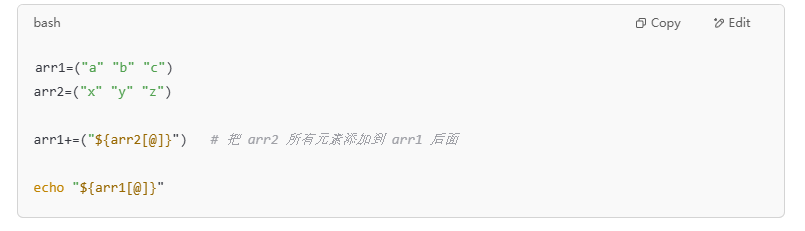 bash
Copy
Edit
arr1=("a" "b" "c")
arr2=("x" "y" "z")
arr1+=("${arr2[@]}")   # 把 arr2 所有元素添加到 arr1 后面
echo "${arr1[@]}"